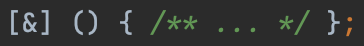 [&] () { /** ... */ };